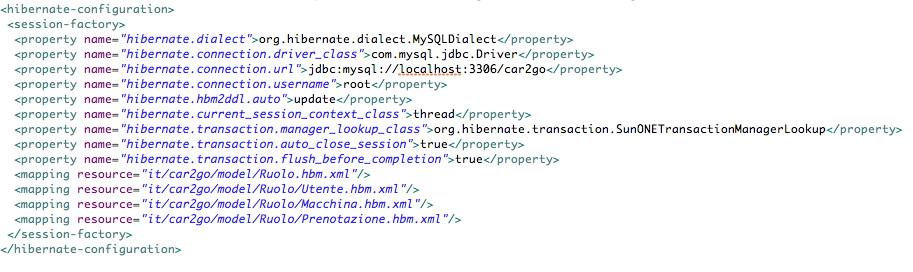 <hibernate-configuration>
<session-factory>
<property name="hibernate.dialect">org.hibernate.dialect.MySQLDialect</property>
<property name="hibernate.connection.driver_class">com.mysql.jdbc.Driver</property>
<property name="hibernate.connection.url">jdbc:mysql://localhost:3306/car2go</property>
<property name="hibernate.connection.username">root</property>
<property name="hibernate.hbm2ddl.auto">update</property>
<property name="hibernate.current_session_context_class">thread</property>
<property name="hibernate.transaction.manager_lookup_class">org.hibernate.transaction.SunONETransactionManagerLookup</property>
<property name="hibernate.transaction.auto_close_session">true</property>
<property name="hibernate.transaction.flush_before_completion">true</property>
<mapping resource="it/car2go/model/Ruolo.hbm.xml"/>
<mapping resource="it/car2go/model/Ruolo/Utente.hbm.xml"/>
<mapping resource="it/car2go/model/Ruolo/Macchina.hbm.xml"/>
<mapping resource="it/car2go/model/Ruolo/Prenotazione.hbm.xml"/>
</session-factory>
</hibernate-configuration>